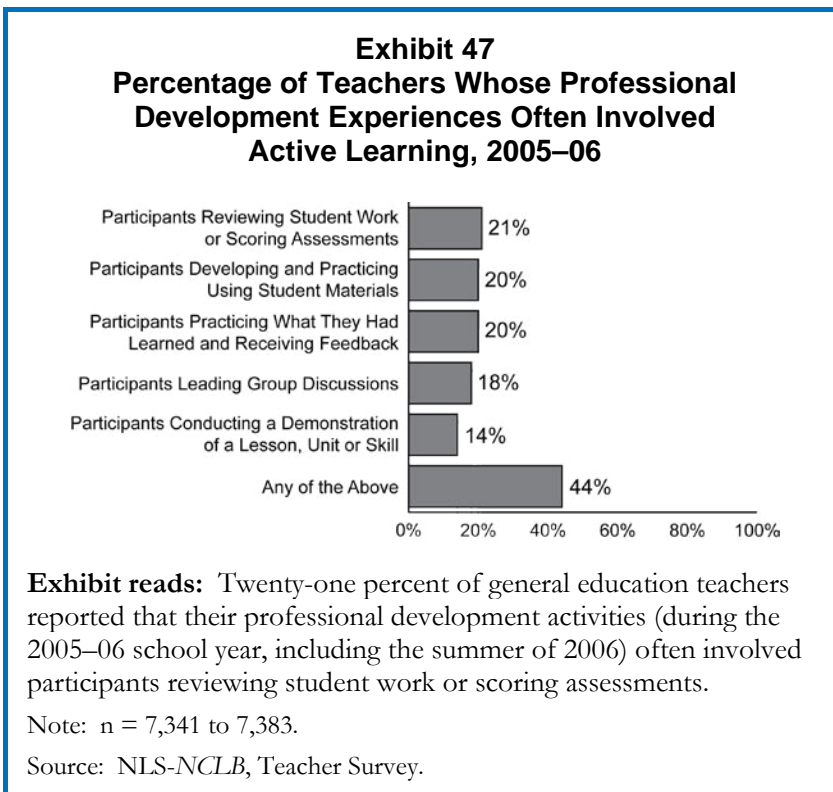 Exhibit 47
Percentage of Teachers Whose Professional
Development Experiences Often Involved
Active Learning, 2005–06
Participants Reviewing Student Work
or Scoring Assessments
21%
Participants Developing and Practicing
Using Student Materials
20%
Participants Practicing What They Had
Learned and Receiving Feedback
20%
Participants Leading Group Discussions
18%
Participants Conducting a Demonstration
of a Lesson, Unit or Skill
14%
Any of the Above
44%
0% 20% 40% 60% 80% 100%
Exhibit reads: Twenty-one percent of general education teachers
reported that their professional development activities (during the
2005–06 school year, including the summer of 2006) often involved
participants reviewing student work or scoring assessments.
Note: n = 7,341 to 7,383.
Source: NLS-NCLB, Teacher Survey.